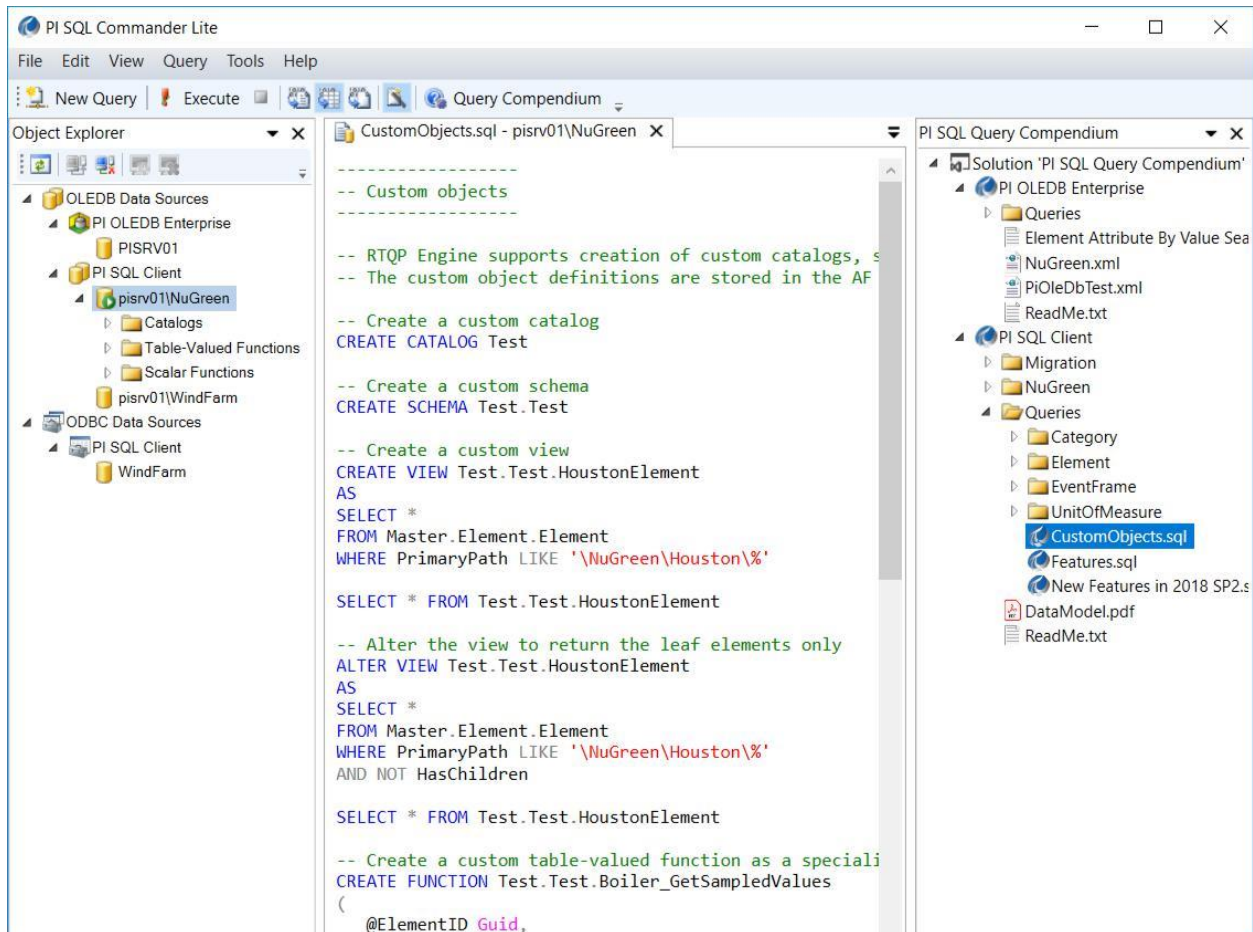 PI SQL Commander Lite
File Edit View Query Tools Help
New Query Execute Query Compendium
Object Explorer
OLEDB Data Sources
PI OLEDB Enterprise
PISRV01
PI SQL Client
pisrv01\NuGreen
Catalogs
Table-Valued Functions
Scalar Functions
pisrv01\WindFarm
ODBC Data Sources
PI SQL Client
WindFarm
CustomObjects.sql - pisrv01\NuGreen
------------------
-- Custom objects
------------------
-- RTQP Engine supports creation of custom catalogs, s
-- The custom object definitions are stored in the AF
-- Create a custom catalog
CREATE CATALOG Test
-- Create a custom schema
CREATE SCHEMA Test.Test
-- Create a custom view
CREATE VIEW Test.Test.HoustonElement
AS
SELECT *
FROM Master.Element.Element
WHERE PrimaryPath LIKE '\NuGreen\Houston\%'
SELECT * FROM Test.Test.HoustonElement
-- Alter the view to return the leaf elements only
ALTER VIEW Test.Test.HoustonElement
AS
SELECT *
FROM Master.Element.Element
WHERE PrimaryPath LIKE '\NuGreen\Houston\%'
AND NOT HasChildren
SELECT * FROM Test.Test.HoustonElement
-- Create a custom table-valued function as a speciali
CREATE FUNCTION Test.Test.Boiler_GetSampledValues
(
@ElementID Guid,
PI SQL Query Compendium
Solution 'PI SQL Query Compendium'
PI OLEDB Enterprise
Queries
Element Attribute By Value Sea
NuGreen.xml
PiOleDbTest.xml
ReadMe.txt
PI SQL Client
Migration
NuGreen
Queries
Category
Element
EventFrame
UnitOfMeasure
CustomObjects.sql
Features.sql
New Features in 2018 SP2.s
DataModel.pdf
ReadMe.txt